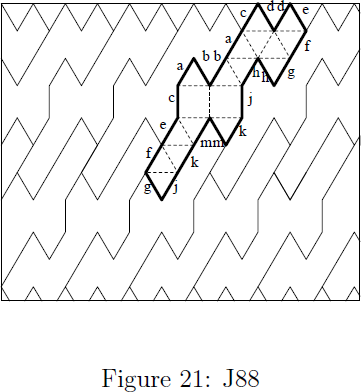 c d d e
a f
a b b h h g
c j
e k
f m m k
g j
Figure 21: J88